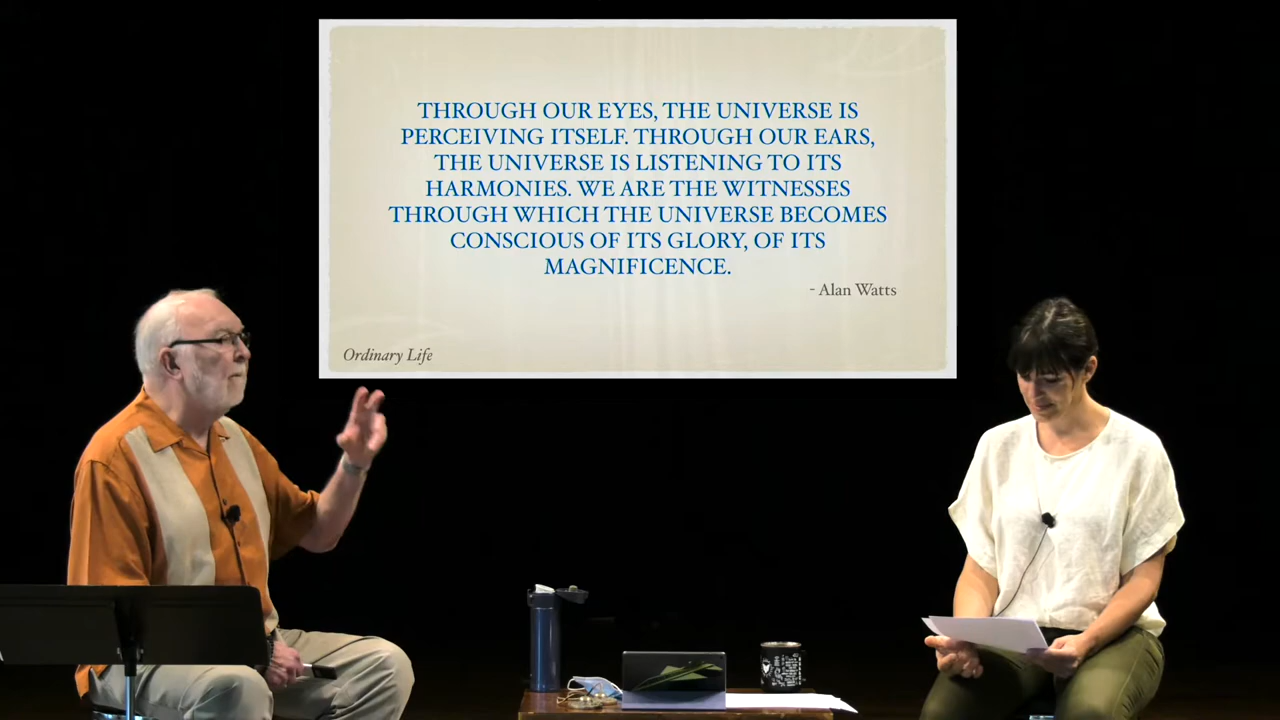 THROUGH OUR EYES, THE UNIVERSE IS
PERCEIVING ITSELF. THROUGH OUR EARS,
THE UNIVERSE IS LISTENING TO ITS
HARMONIES. WE ARE THE WITNESSES
THROUGH WHICH THE UNIVERSE BECOMES
CONSCIOUS OF ITS GLORY, OF ITS
MAGNIFICENCE.
- Alan Watts
Ordinary Life